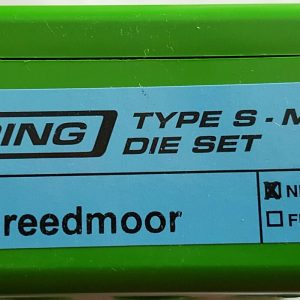 DING TYPE S - M
DIE SET
reedmoor
☒ N
☐ F